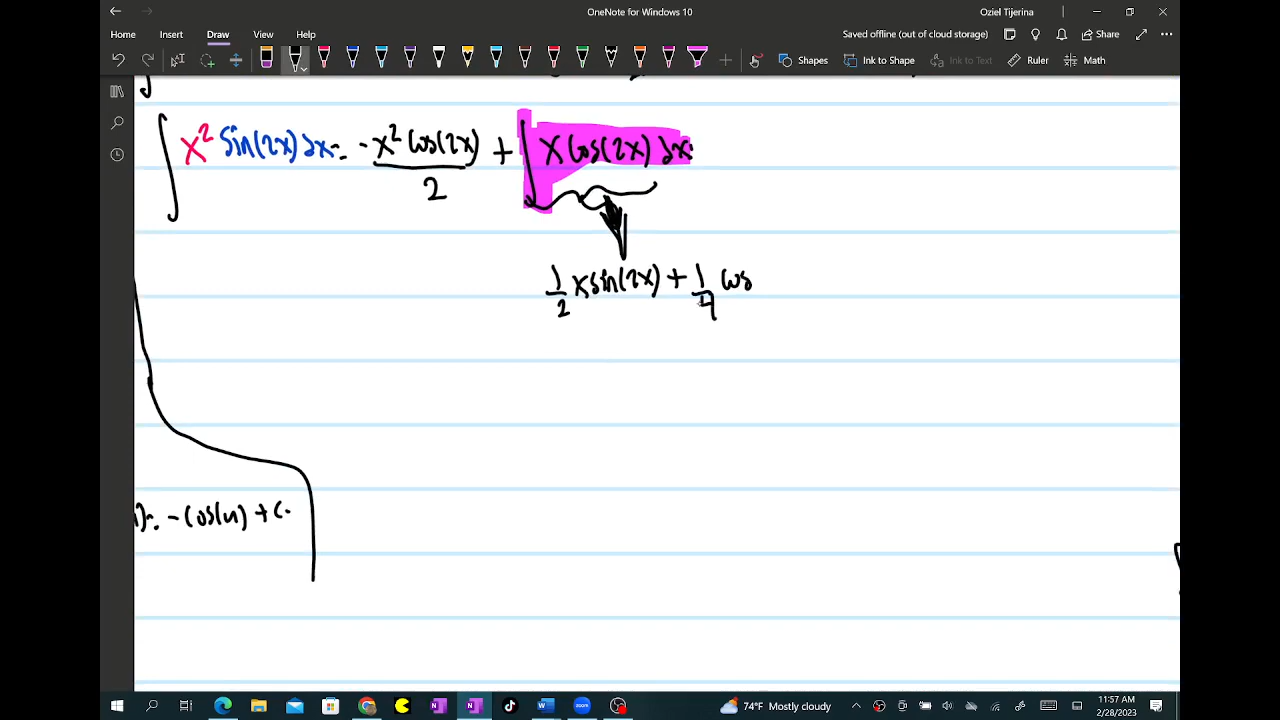 OneNote for Windows 10
Oziel Tijerina
Home Insert Draw View Help
Saved offline (out of cloud storage) Share
Shapes Ink to Shape Ink to Text Ruler Math
∫ x² sin(2x) dx = -x² cos(2x)/2 + ∫ x cos(2x) dx
1/2 x sin(2x) + 1/4 cos
= -cos(u) + C
74°F Mostly cloudy
11:57 AM
2/28/2023